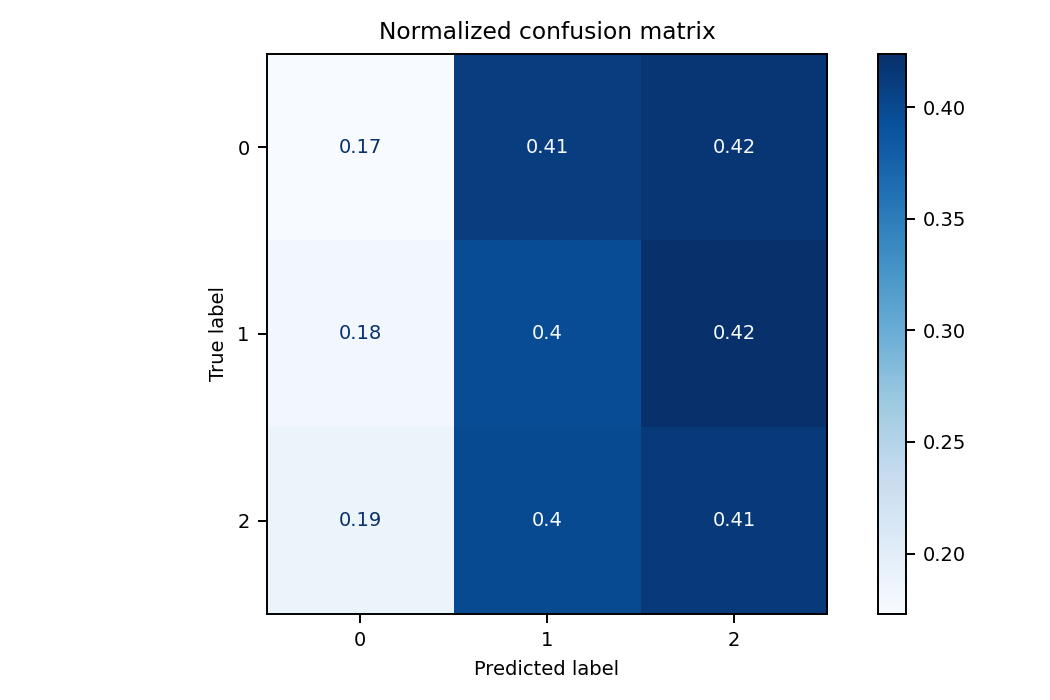 Normalized confusion matrix
0 0.17 0.41 0.42 0.40
0.35
1 0.18 0.4 0.42 0.30
0.25
2 0.19 0.4 0.41 0.20
True label
0 1 2
Predicted label